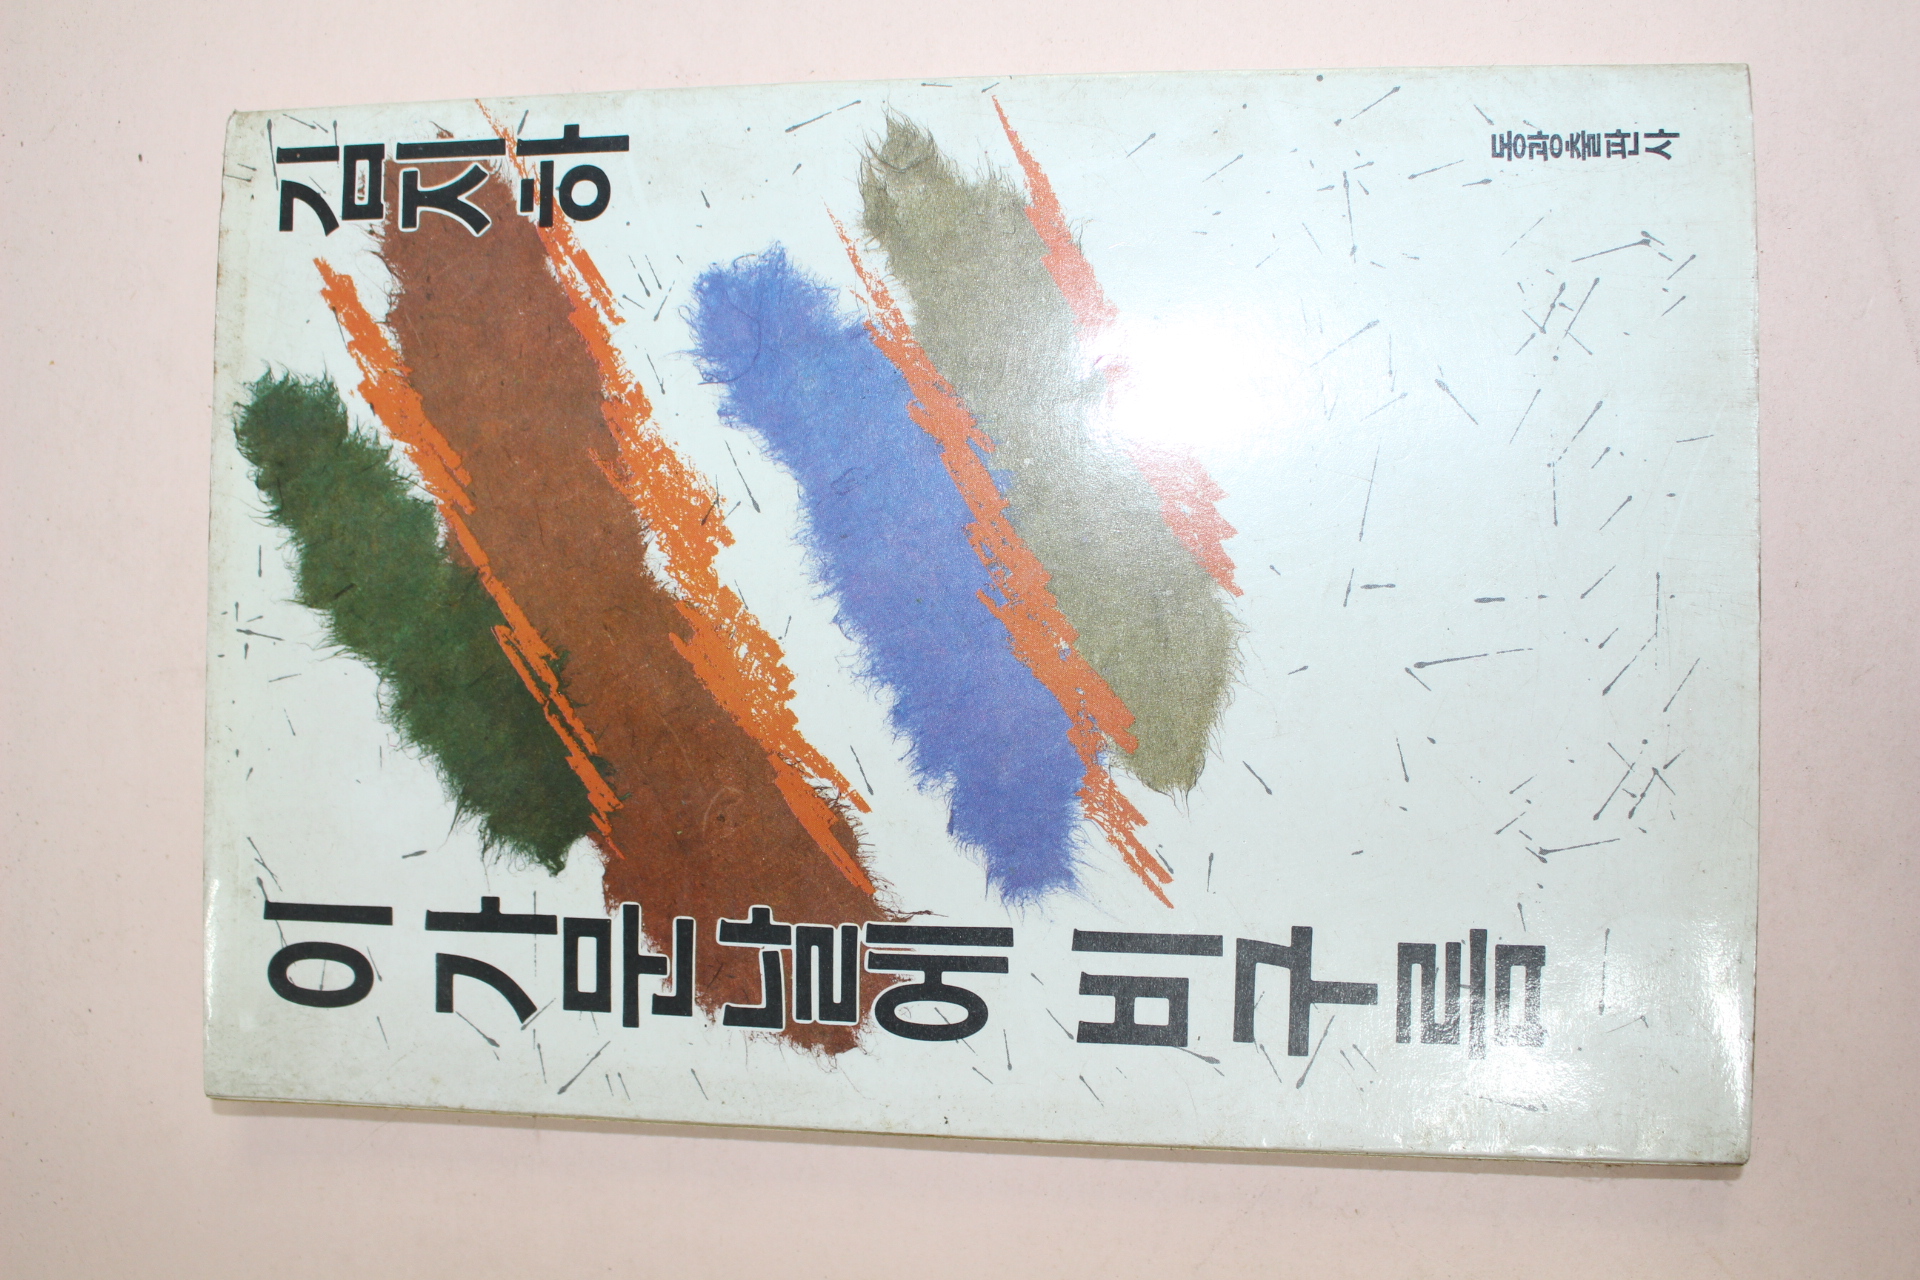 이 가문 날에 비구름
김지하
동광출판사